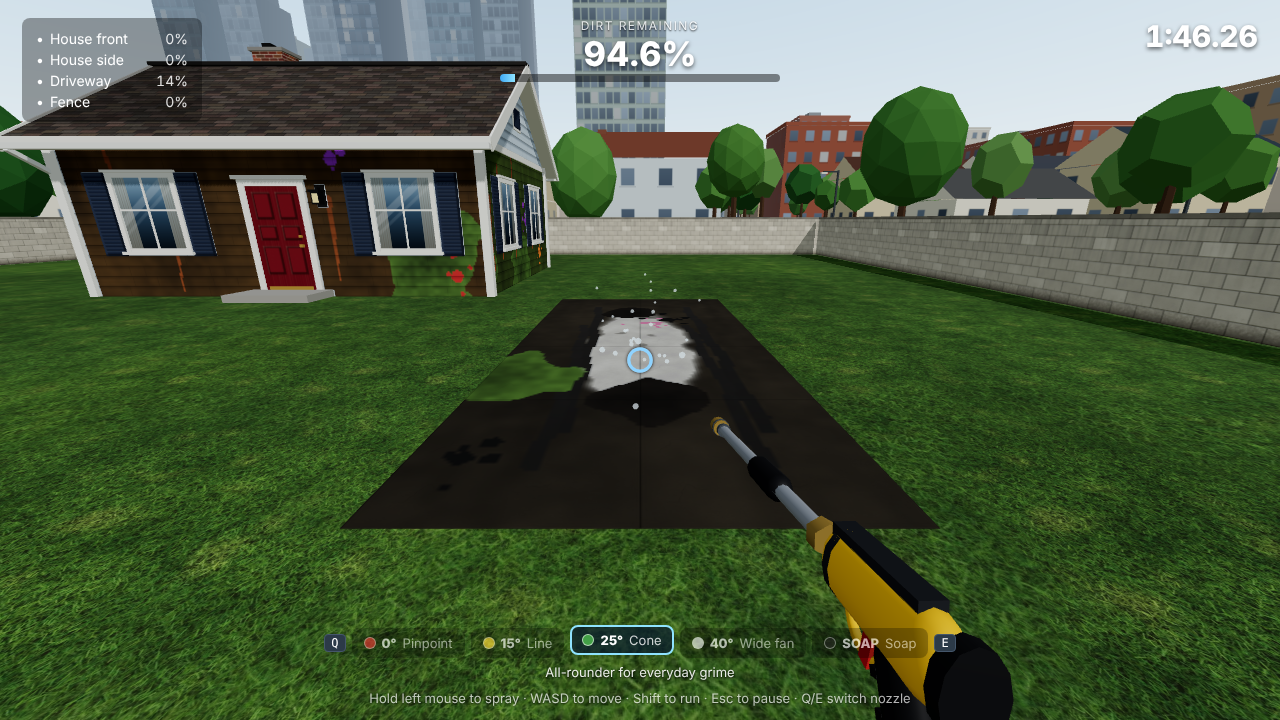 House front 0%
House side 0%
Driveway 14%
Fence 0%
DIRT REMAINING
94.6%
1:46.26
Q 0° Pinpoint 15° Line 25° Cone 40° Wide fan SOAP Soap E
All-rounder for everyday grime
Hold left mouse to spray · WASD to move · Shift to run · Esc to pause · Q/E switch nozzle